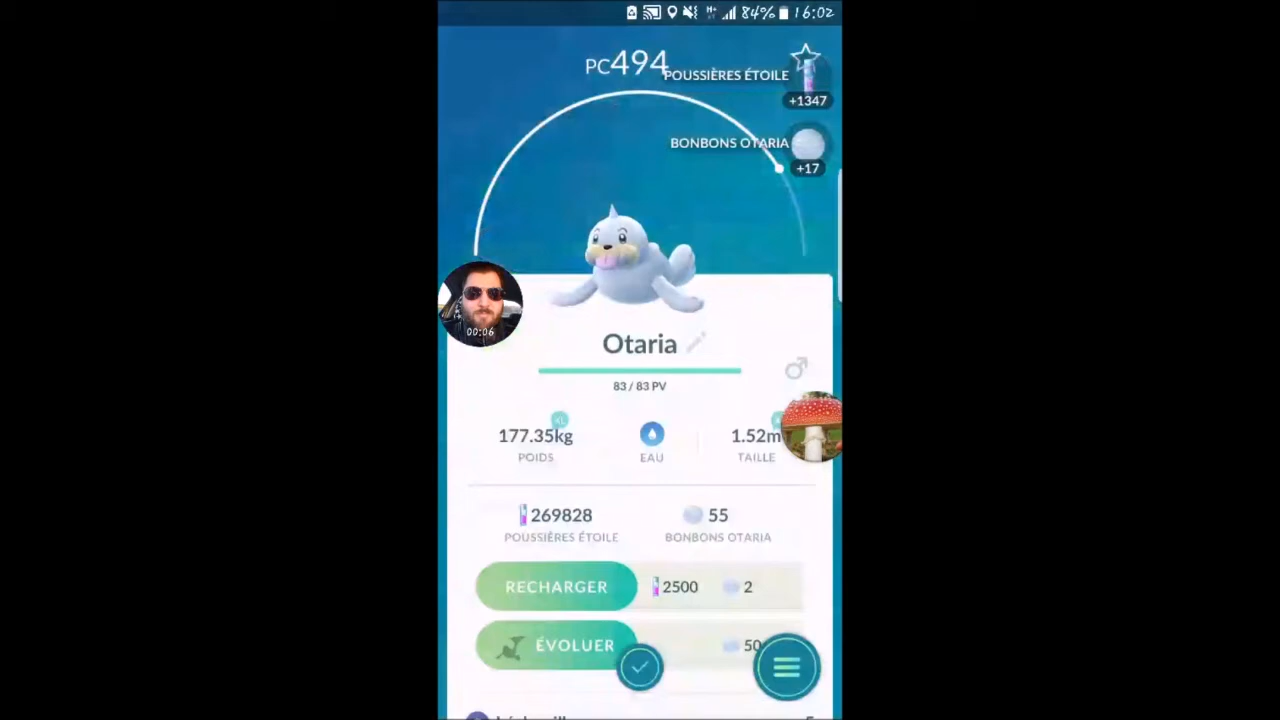 84% 16:02
PC494
POUSSIÈRES ÉTOILE
+1347
BONBONS OTARIA
+17
00:06
Otaria
83 / 83 PV
XL
177.35kg
1.52m
POIDS
EAU
TAILLE
269828
55
POUSSIÈRES ÉTOILE
BONBONS OTARIA
RECHARGER
2500
2
ÉVOLUER
50